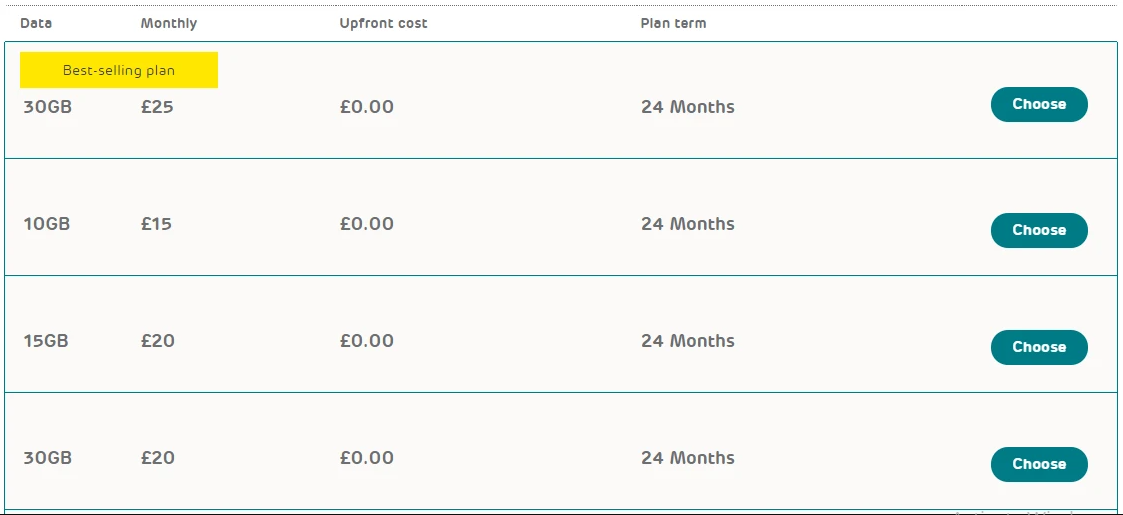 Data Monthly Upfront cost Plan term
Best-selling plan
30GB £25 £0.00 24 Months Choose
10GB £15 £0.00 24 Months Choose
15GB £20 £0.00 24 Months Choose
30GB £20 £0.00 24 Months Choose